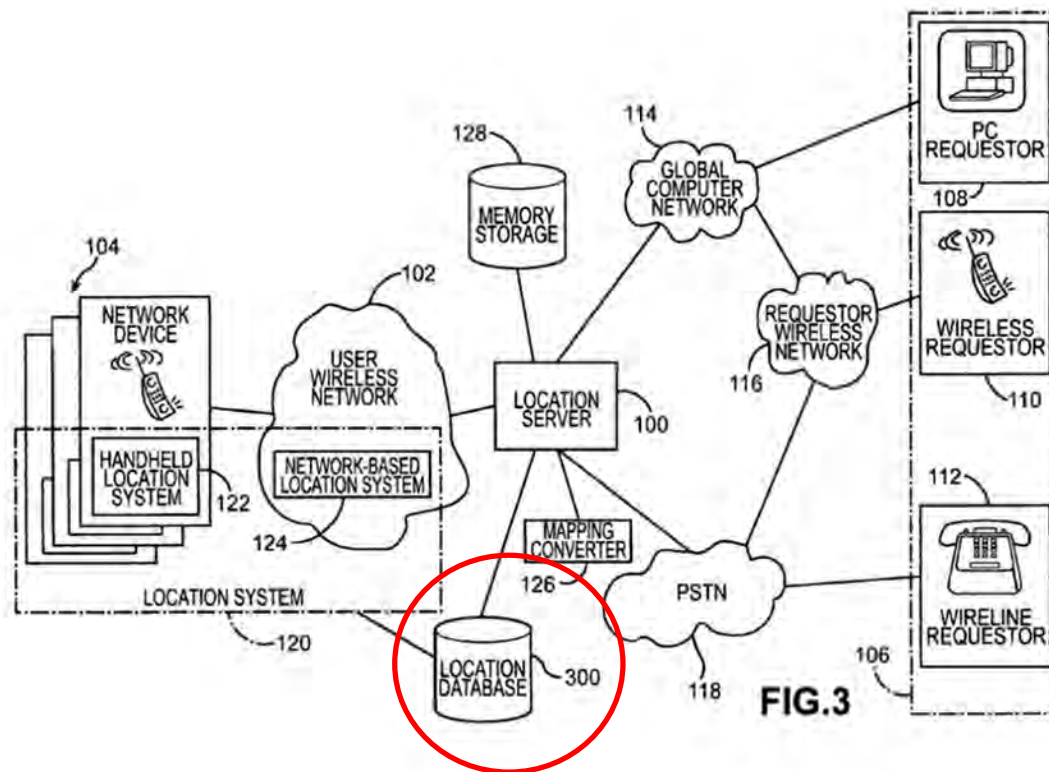 128
MEMORY
STORAGE
114
GLOBAL
COMPUTER
NETWORK
PC
REQUESTOR
108
104
NETWORK
DEVICE
102
USER
WIRELESS
NETWORK
LOCATION
SERVER
100
REQUESTOR
WIRELESS
NETWORK
116
WIRELESS
REQUESTOR
110
HANDHELD
LOCATION
SYSTEM
122
NETWORK-BASED
LOCATION SYSTEM
124
MAPPING
CONVERTER
126
PSTN
118
112
WIRELINE
REQUESTOR
106
LOCATION SYSTEM
120
LOCATION
DATABASE
300
FIG.3